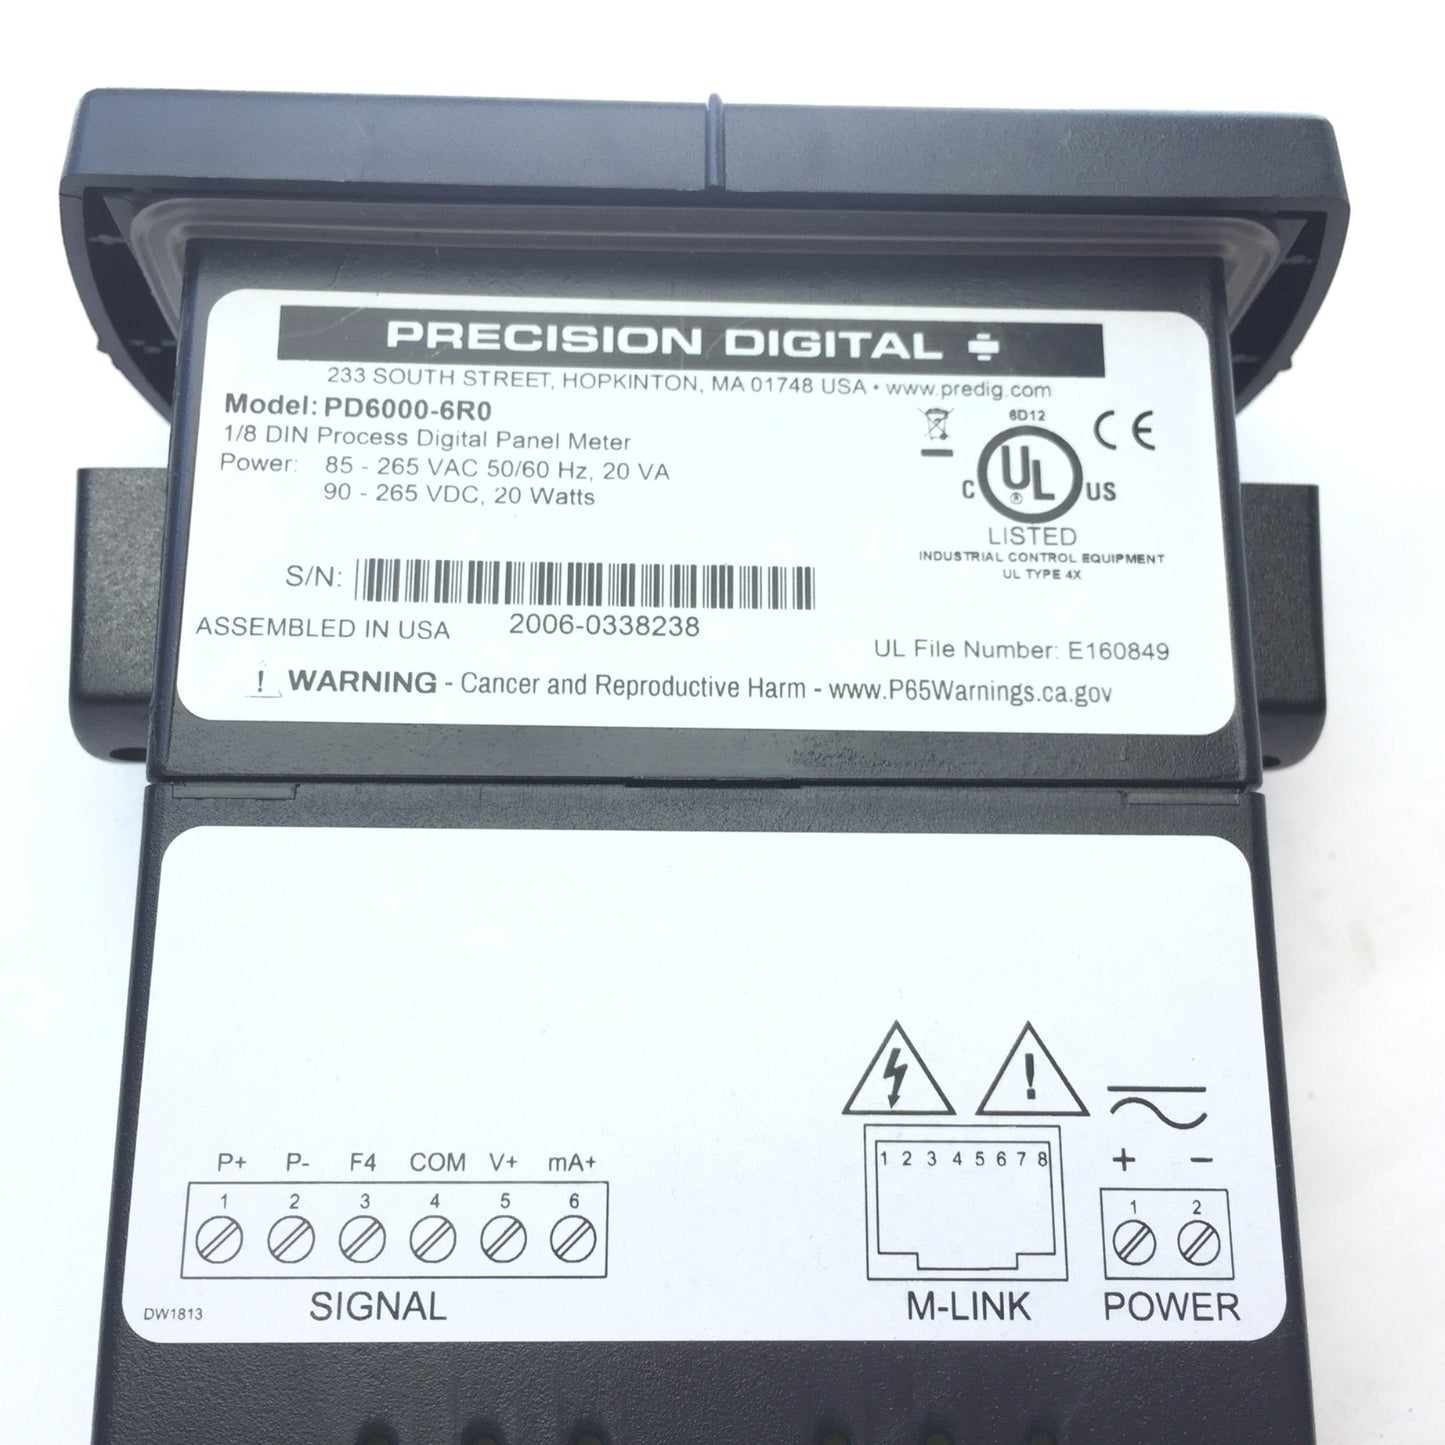 PRECISION DIGITAL
233 SOUTH STREET, HOPKINTON, MA 01748 USA • www.predig.com
Model: PD6000-6R0
1/8 DIN Process Digital Panel Meter
Power: 85 - 265 VAC 50/60 Hz, 20 VA
90 - 265 VDC, 20 Watts
6D12
CE
C UL ® US
LISTED
INDUSTRIAL CONTROL EQUIPMENT
UL TYPE 4X
S/N:
2006-0338238
ASSEMBLED IN USA
UL File Number: E160849
! WARNING - Cancer and Reproductive Harm - www.P65Warnings.ca.gov
P+ P- F4 COM V+ mA+
1 2 3 4 5 6
SIGNAL
DW1813
!
1 2 3 4 5 6 7 8
M-LINK
+ −
1 2
POWER